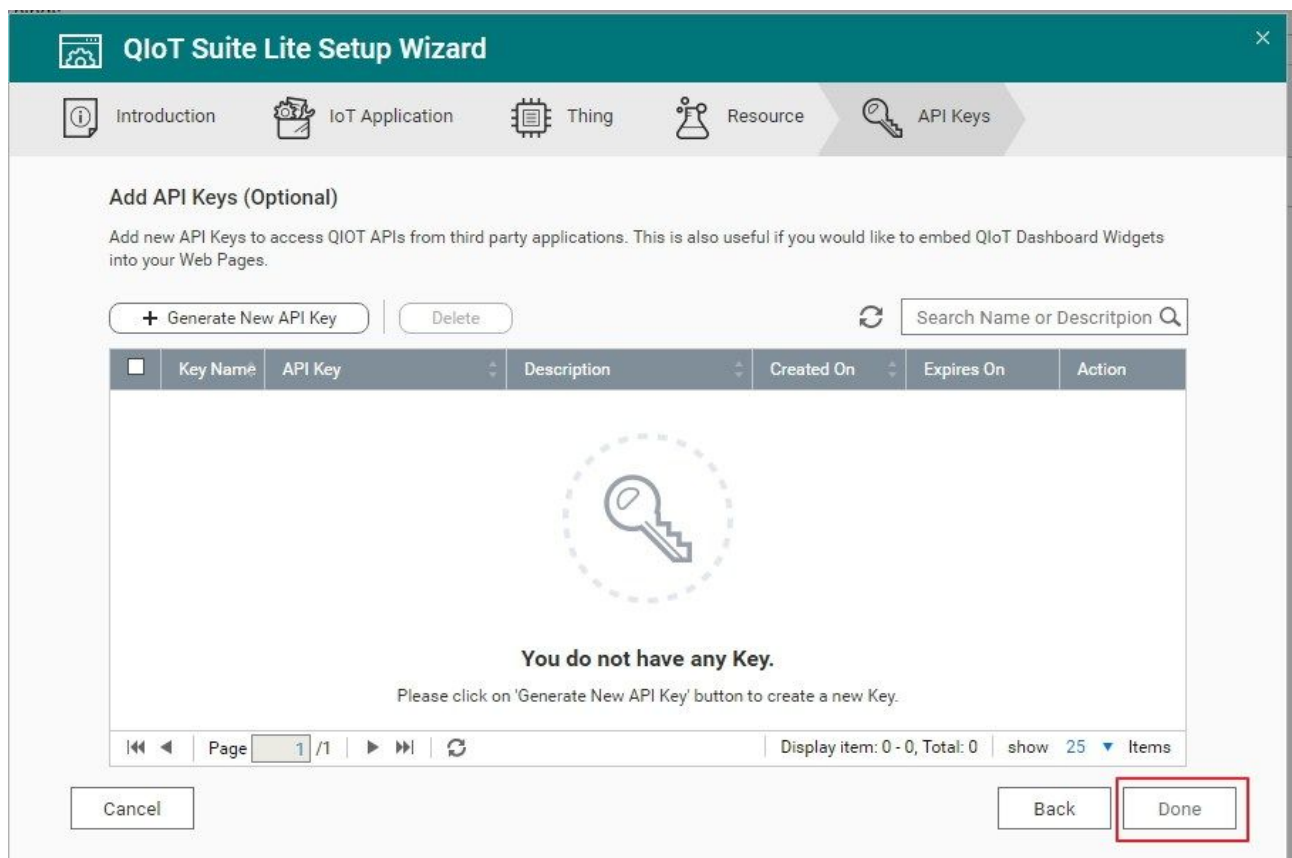 QIoT Suite Lite Setup Wizard
Introduction
IoT Application
Thing
Resource
API Keys
Add API Keys (Optional)
Add new API Keys to access QIOT APIs from third party applications. This is also useful if you would like to embed QIoT Dashboard Widgets
into your Web Pages.
+ Generate New API Key
Delete
Search Name or Descritpion
Key Name
API Key
Description
Created On
Expires On
Action
You do not have any Key.
Please click on 'Generate New API Key' button to create a new Key.
Page 1 /1
Display item: 0 - 0, Total: 0
show 25 Items
Cancel
Back
Done